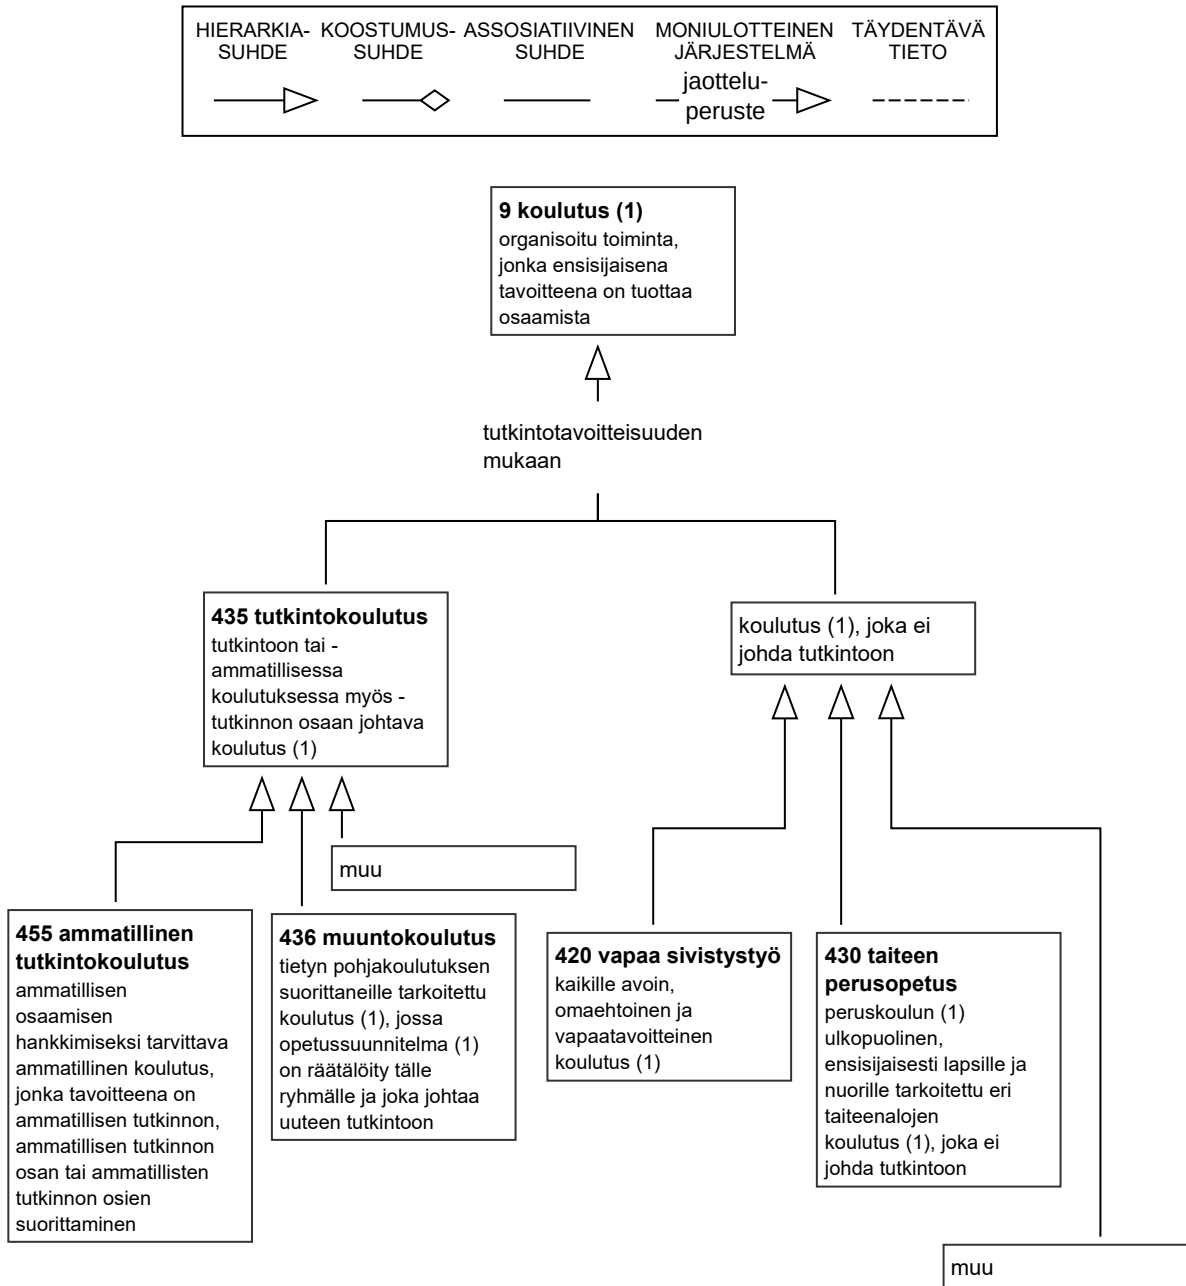 HIERARKIA-
SUHDE
KOOSTUMUS-
SUHDE
ASSOSIATIIVINEN
SUHDE
MONIULOTTEINEN
JÄRJESTELMÄ
jaottelu-
peruste
TÄYDENTÄVÄ
TIETO
9 koulutus (1)
organisoitu toiminta,
jonka ensisijaisena
tavoitteena on tuottaa
osaamista
tutkintotavoitteisuuden
mukaan
435 tutkintokoulutus
tutkintoon tai -
ammatillisessa
koulutuksessa myös -
tutkinnon osaan johtava
koulutus (1)
koulutus (1), joka ei
johda tutkintoon
muu
455 ammatillinen
tutkintokoulutus
ammatillisen
osaamisen
hankkimiseksi tarvittava
ammatillinen koulutus,
jonka tavoitteena on
ammatillisen tutkinnon,
ammatillisen tutkinnon
osan tai ammatillisten
tutkinnon osien
suorittaminen
436 muuntokoulutus
tietyn pohjakoulutuksen
suorittaneille tarkoitettu
koulutus (1), jossa
opetussuunnitelma (1)
on räätälöity tälle
ryhmälle ja joka johtaa
uuteen tutkintoon
420 vapaa sivistystyö
kaikille avoin,
omaehtoinen ja
vapaatavoitteinen
koulutus (1)
430 taiteen
perusopetus
peruskoulun (1)
ulkopuolinen,
ensisijaisesti lapsille ja
nuorille tarkoitettu eri
taiteenalojen
koulutus (1), joka ei
johda tutkintoon
muu